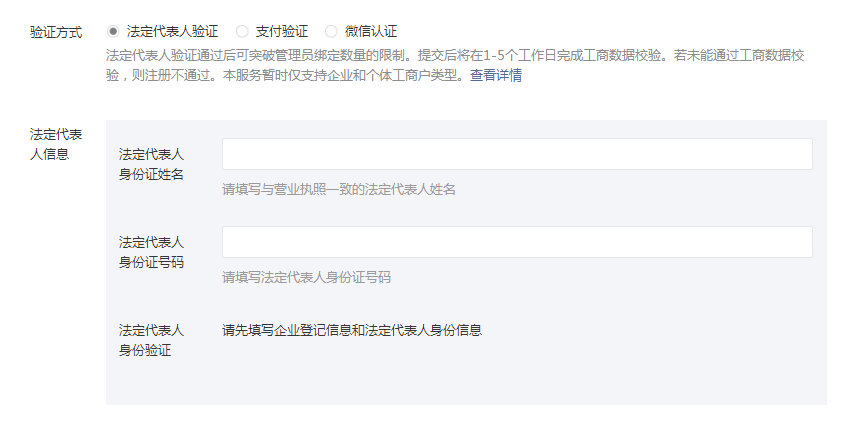 验证方式
法定代表人验证 支付验证 微信认证
法定代表人验证通过后可突破管理员绑定数量的限制。提交后将在1-5个工作日完成工商数据校验。若未能通过工商数据校
验，则注册不通过。本服务暂时仅支持企业和个体工商户类型。查看详情
法定代表
人信息
法定代表人
身份证姓名
请填写与营业执照一致的法定代表人姓名
法定代表人
身份证号码
请填写法定代表人身份证号码
法定代表人
身份验证
请先填写企业登记信息和法定代表人身份信息